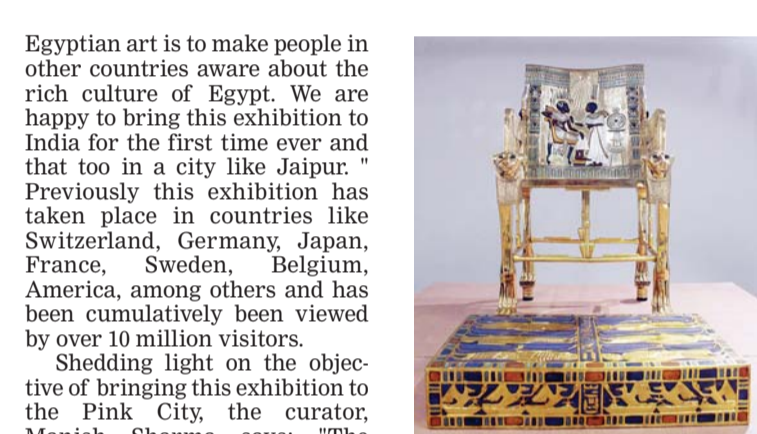 Egyptian art is to make people in
other countries aware about the
rich culture of Egypt. We are
happy to bring this exhibition to
India for the first time ever and
that too in a city like Jaipur. "
Previously this exhibition has
taken place in countries like
Switzerland, Germany, Japan,
France, Sweden, Belgium,
America, among others and has
been cumulatively been viewed
by over 10 million visitors.
Shedding light on the objec-
tive of bringing this exhibition to
the Pink City, the curator,
Manish Sharma says: "The